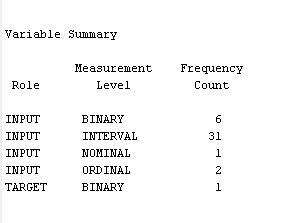 Variable Summary
Measurement Frequency
Role Level Count
INPUT BINARY 6
INPUT INTERVAL 31
INPUT NOMINAL 1
INPUT ORDINAL 2
TARGET BINARY 1